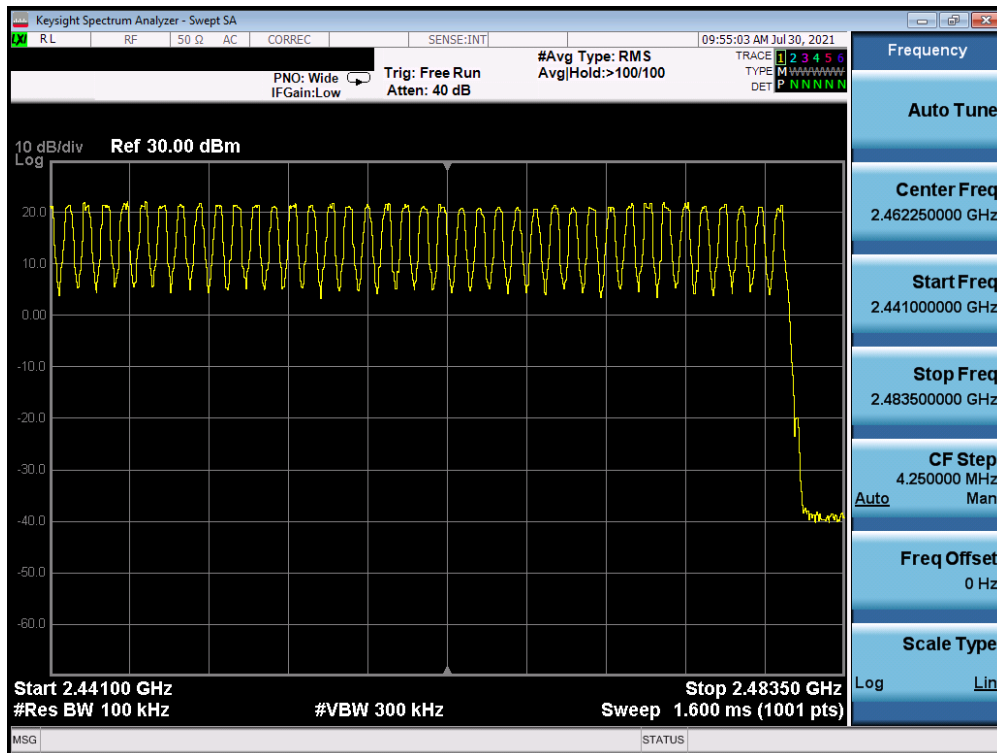 Keysight Spectrum Analyzer - Swept SA
LXI RL RF 50 Ω AC CORREC SENSE:INT 09:55:03 AM Jul 30, 2021
#Avg Type: RMS TRACE 1 2 3 4 5 6
PNO: Wide Trig: Free Run Avg|Hold:>100/100 TYPE M WWWWW
IFGain:Low Atten: 40 dB DET P N N N N N
10 dB/div Ref 30.00 dBm
Log
20.0
10.0
0.00
-10.0
-20.0
-30.0
-40.0
-50.0
-60.0
Start 2.44100 GHz Stop 2.48350 GHz
#Res BW 100 kHz #VBW 300 kHz Sweep 1.600 ms (1001 pts)
MSG STATUS
Frequency
Auto Tune
Center Freq
2.462250000 GHz
Start Freq
2.441000000 GHz
Stop Freq
2.483500000 GHz
CF Step
4.250000 MHz
Auto Man
Freq Offset
0 Hz
Scale Type
Log Lin